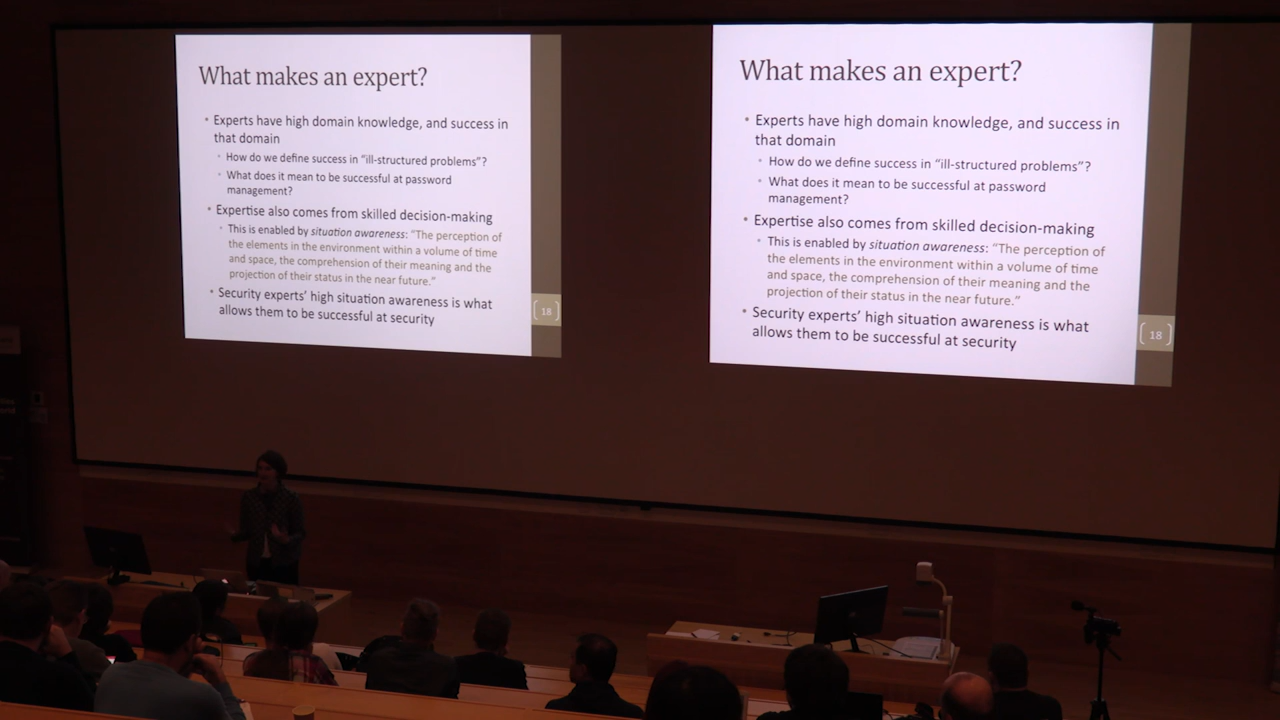 What makes an expert?
• Experts have high domain knowledge, and success in
that domain
• How do we define success in “ill-structured problems”?
• What does it mean to be successful at password
management?
• Expertise also comes from skilled decision-making
• This is enabled by situation awareness: “The perception of
the elements in the environment within a volume of time
and space, the comprehension of their meaning and the
projection of their status in the near future.”
• Security experts’ high situation awareness is what
allows them to be successful at security
18
What makes an expert?
• Experts have high domain knowledge, and success in
that domain
• How do we define success in “ill-structured problems”?
• What does it mean to be successful at password
management?
• Expertise also comes from skilled decision-making
• This is enabled by situation awareness: “The perception of
the elements in the environment within a volume of time
and space, the comprehension of their meaning and the
projection of their status in the near future.”
• Security experts’ high situation awareness is what
allows them to be successful at security
18